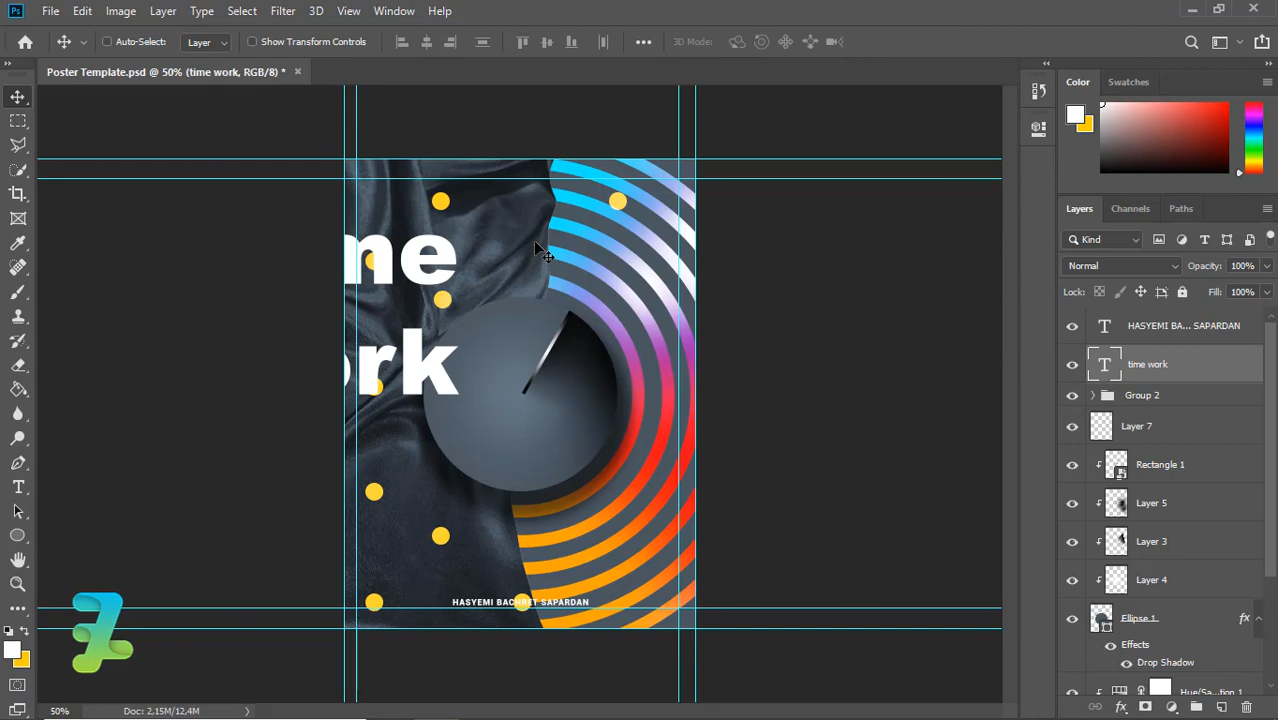 File Edit Image Layer Type Select Filter 3D View Window Help
Auto-Select: Layer Show Transform Controls 3D Mode:
Poster Template.psd @ 50% (time work, RGB/8) *
Color Swatches
Layers Channels Paths
Kind
Normal Opacity: 100%
Lock: Fill: 100%
HASYEMI BA... SAPARDAN
time work
Group 2
Layer 7
Rectangle 1
Layer 5
Layer 3
Layer 4
Ellipse 1
Effects
Drop Shadow
Hue/Sa...tion 1
me
ork
HASYEMI BACHRET SAPARDAN
50% Doc: 2,15M/12,4M